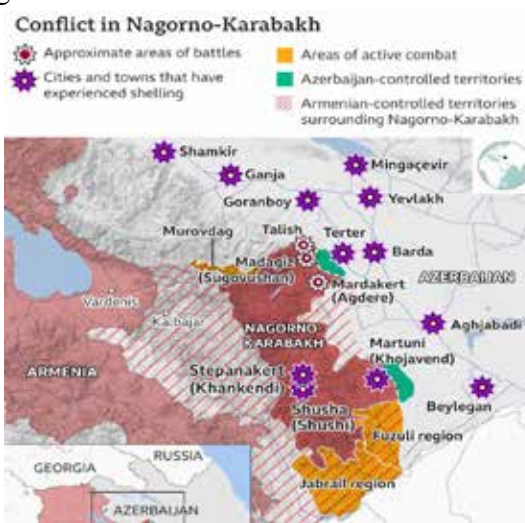 Conflict in Nagorno-Karabakh
Approximate areas of battles
Cities and towns that have
experienced shelling
Areas of active combat
Azerbaijan-controlled territories
Armenian-controlled territories
surrounding Nagorno-Karabakh
Shamkir
Ganja
Mingaçevir
Goranboy
Yevlakh
Murovdag
Talish
Terter
Madagiz
(Sugovushan)
Barda
Mardakert
(Agdere)
AZERBAIJAN
Vardenis
Kalbajar
NAGORNO
KARABAKH
Aghjabadi
Martuni
(Khojavend)
ARMENIA
Stepanakert
(Khankendi)
Beylegan
Shusha
(Shushi)
Fuzuli region
Jabrail region
GEORGIA
RUSSIA
AZERBAIJAN